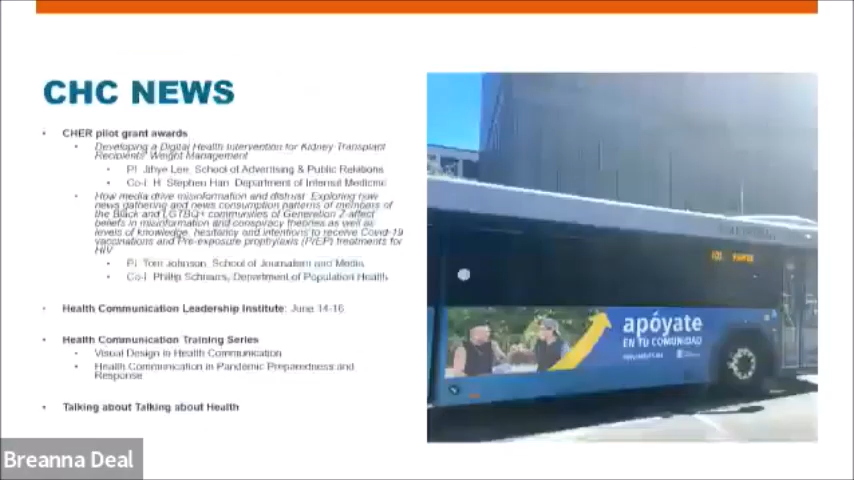 CHC NEWS
CHER pilot grant awards
Developing a Digital Health Intervention for Kidney Transplant
Recipients' Weight Management
PI: Jihye Lee, School of Advertising & Public Relations
Co-I: H. Stephen Han, Department of Internal Medicine
How media drive misinformation and distrust: Exploring how
news gathering and news consumption patterns of members of
the Black and LGTBQ+ communities of Generation Z affect
beliefs in misinformation and conspiracy theories as well as
levels of knowledge, hesitancy and intentions to receive Covid-19
vaccinations and Pre-exposure prophylaxis (PrEP) treatments for
HIV
PI: Tom Johnson, School of Journalism and Media
Co-I: Phillip Schnarrs, Department of Population Health
Health Communication Leadership Institute: June 14-16
Health Communication Training Series
Visual Design in Health Communication
Health Communication in Pandemic Preparedness and
Response
Talking about Talking about Health
apóyate
EN TU COMUNIDAD
Breanna Deal